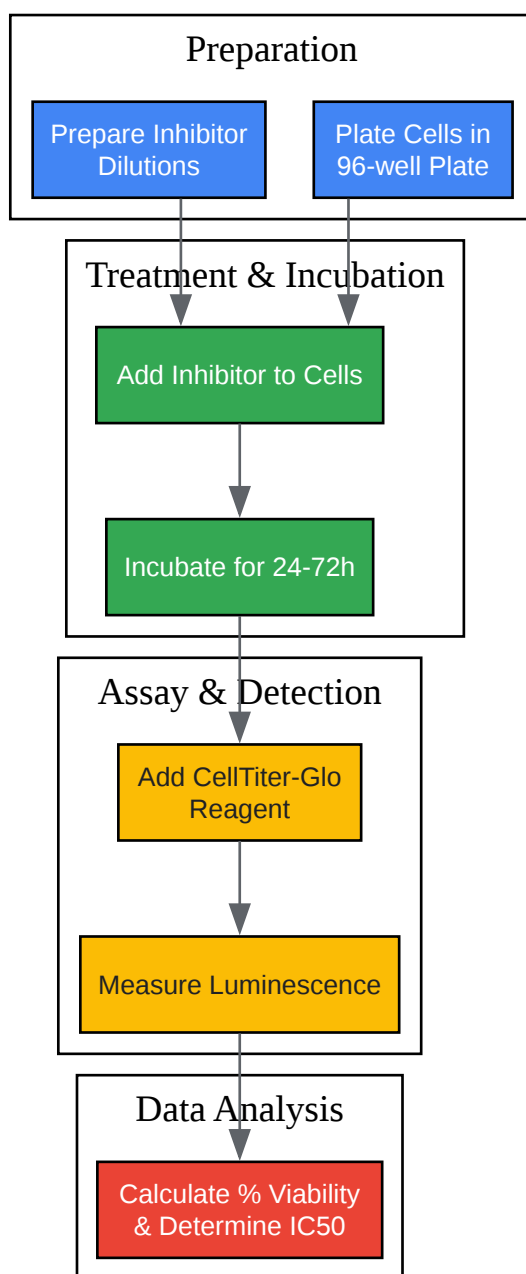 Preparation
Prepare Inhibitor
Dilutions
Plate Cells in
96-well Plate
Treatment & Incubation
Add Inhibitor to Cells
Incubate for 24-72h
Assay & Detection
Add CellTiter-Glo
Reagent
Measure Luminescence
Data Analysis
Calculate % Viability
& Determine IC50